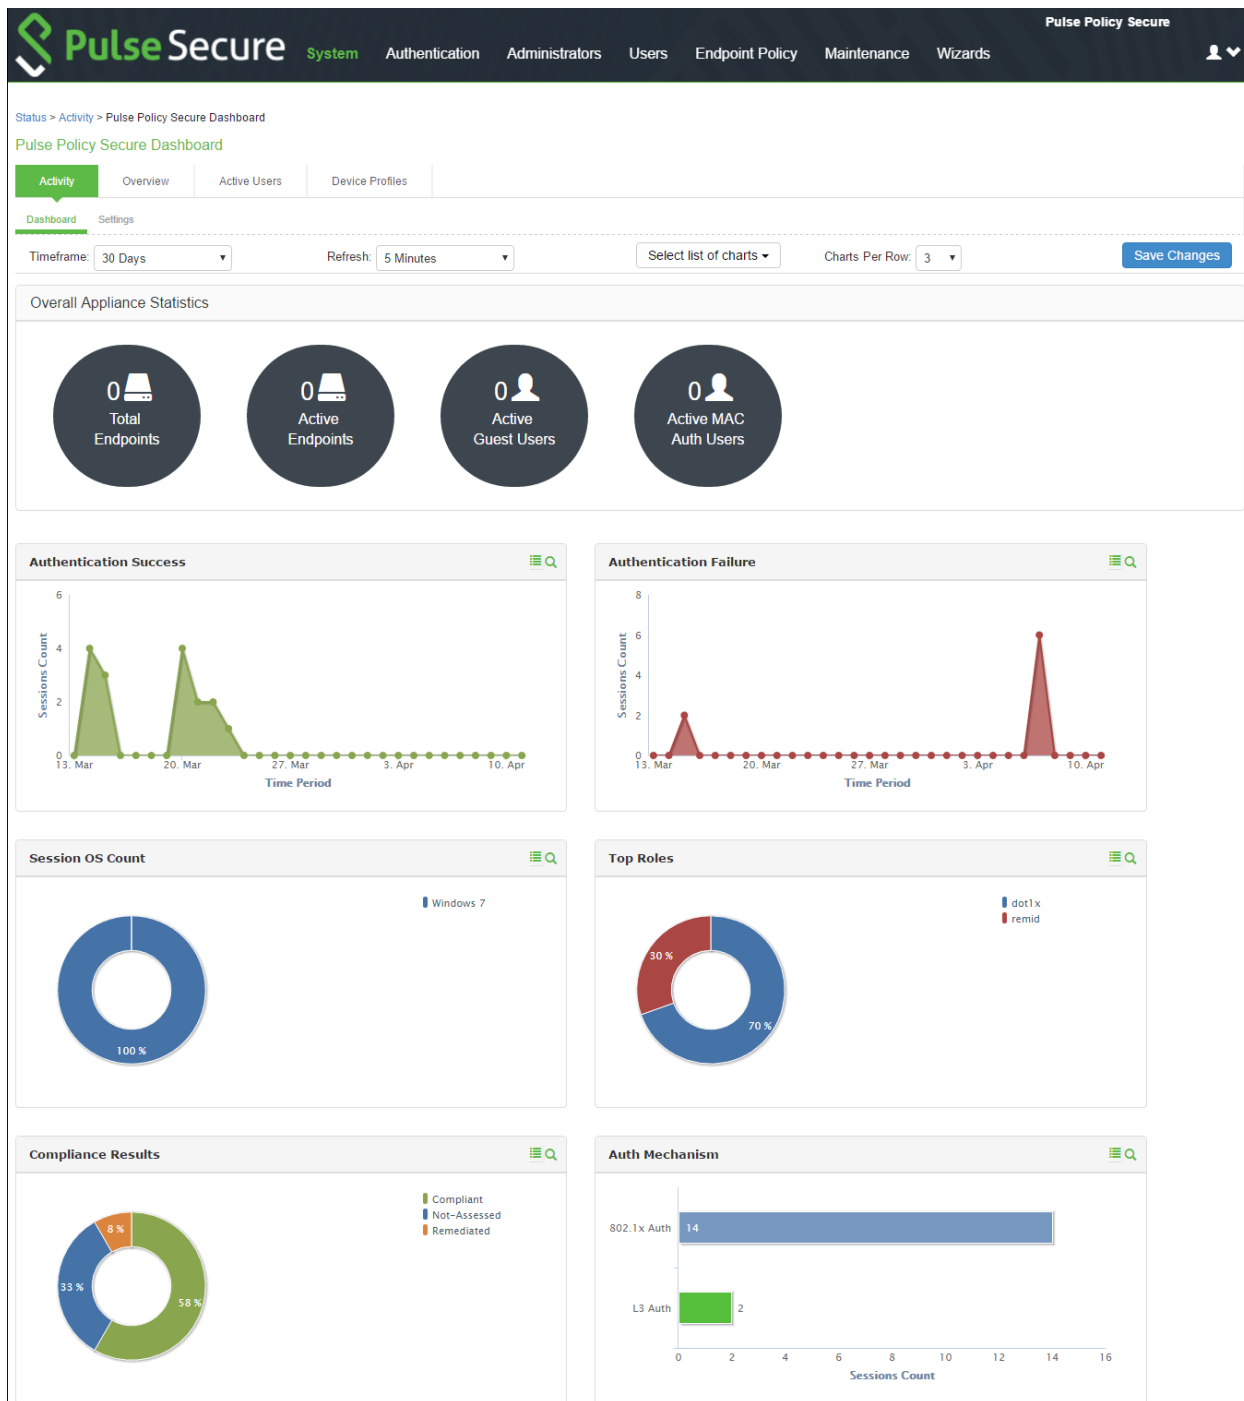 Pulse Policy Secure
Pulse Secure System Authentication Administrators Users Endpoint Policy Maintenance Wizards
Status > Activity > Pulse Policy Secure Dashboard
Pulse Policy Secure Dashboard
Activity Overview Active Users Device Profiles
Dashboard Settings
Timeframe: 30 Days Refresh: 5 Minutes Select list of charts Charts Per Row: 3 Save Changes
Overall Appliance Statistics
0 Total Endpoints
0 Active Endpoints
0 Active Guest Users
0 Active MAC Auth Users
Authentication Success
6
4
2
0
Sessions Count
13. Mar 20. Mar 27. Mar 3. Apr 10. Apr
Time Period
Authentication Failure
8
6
4
2
0
Sessions Count
13. Mar 20. Mar 27. Mar 3. Apr 10. Apr
Time Period
Session OS Count
Windows 7
100 %
Top Roles
dot1x
remid
30 %
70 %
Compliance Results
Compliant
Not-Assessed
Remediated
8 %
33 %
58 %
Auth Mechanism
802.1x Auth 14
L3 Auth 2
0 2 4 6 8 10 12 14 16
Sessions Count